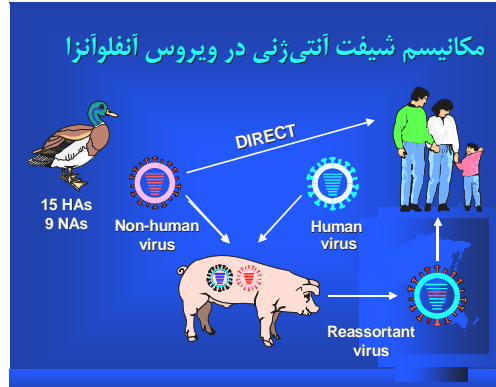 مکانیسم شیفت آنتی‌ژنی در ویروس آنفلوآنزا
DIRECT
15 HAs
9 NAs
Non-human
virus
Human
virus
Reassortant
virus